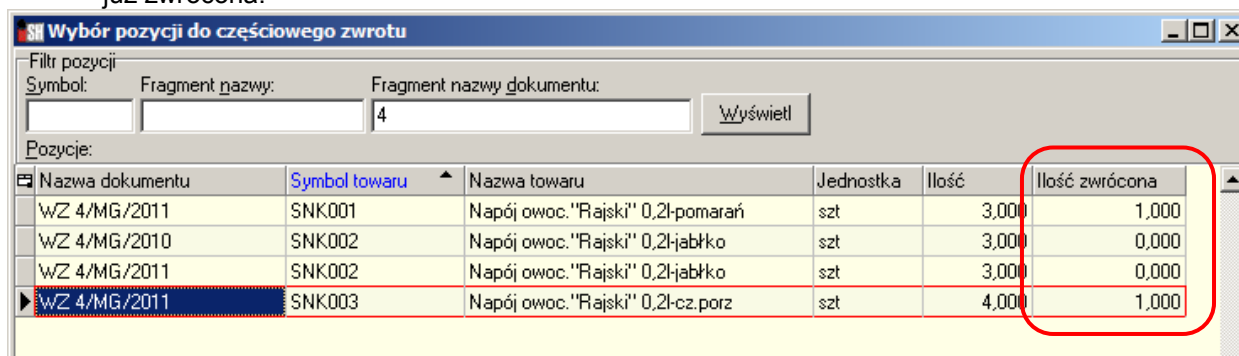 już zwrócona:
SH Wybór pozycji do częściowego zwrotu
Filtr pozycji
Symbol: Fragment nazwy: Fragment nazwy dokumentu:
4 Wyświetl
Pozycje:
Nazwa dokumentu Symbol towaru Nazwa towaru Jednostka Ilość Ilość zwrócona
WZ 4/MG/2011 SNK001 Napój owoc."Rajski" 0,2l-pomarań szt 3,000 1,000
WZ 4/MG/2010 SNK002 Napój owoc."Rajski" 0,2l-jabłko szt 3,000 0,000
WZ 4/MG/2011 SNK002 Napój owoc."Rajski" 0,2l-jabłko szt 3,000 0,000
WZ 4/MG/2011 SNK003 Napój owoc."Rajski" 0,2l-cz.porz szt 4,000 1,000